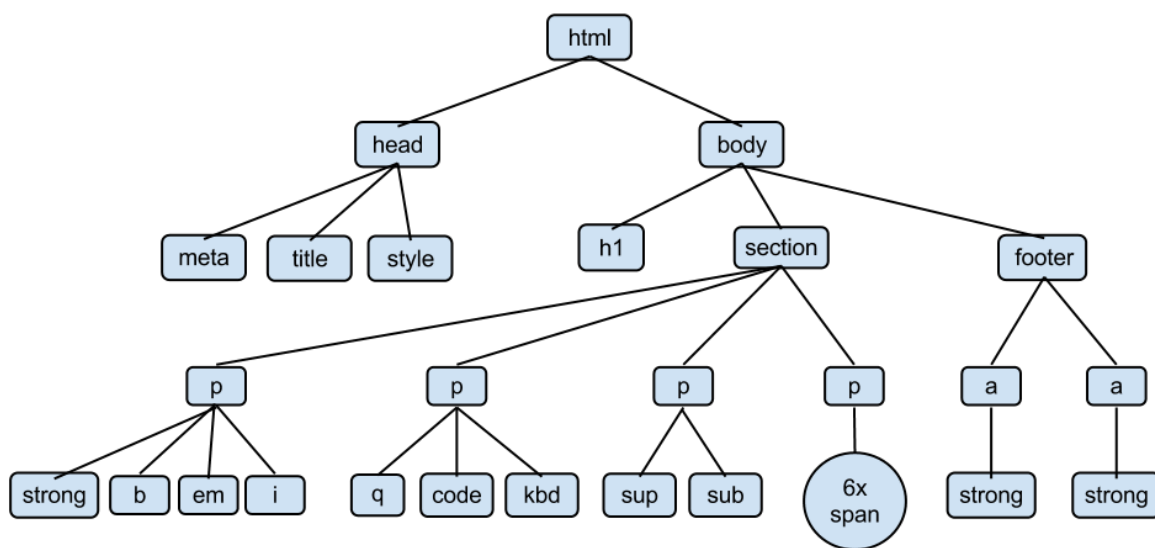 html
head
body
meta
title
style
h1
section
footer
p
p
p
p
a
a
strong
b
em
i
q
code
kbd
sup
sub
6x
span
strong
strong